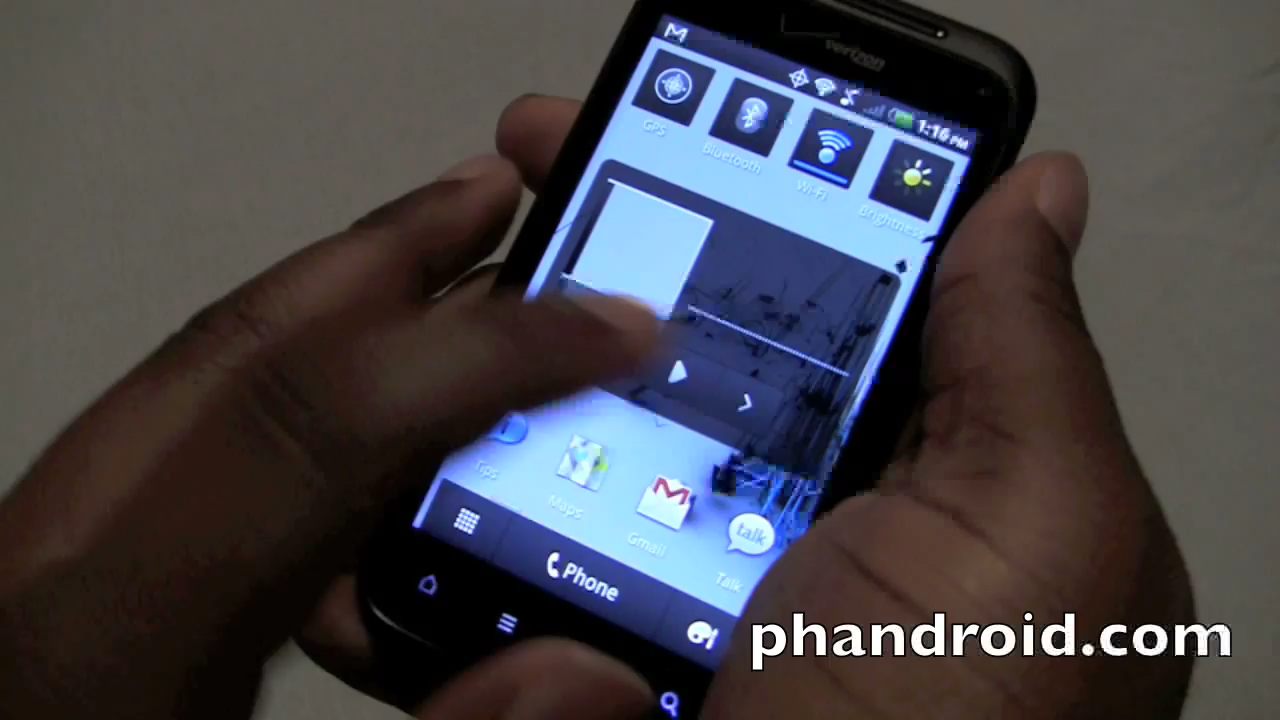 verizon
1:16 PM
GPS
Bluetooth
Wi-Fi
Brightness
Tips
Maps
Gmail
talk
Talk
Phone
phandroid.com